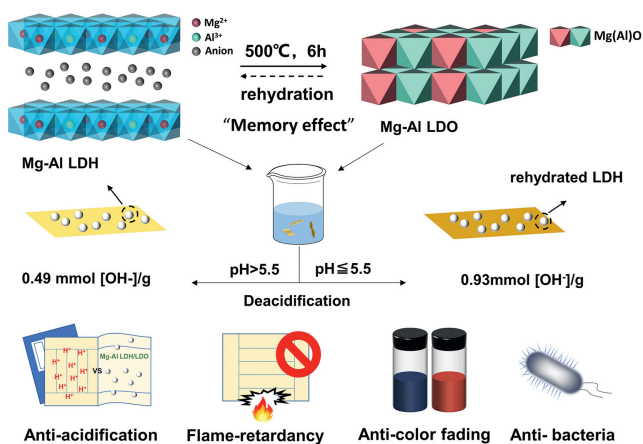 Mg²⁺
Al³⁺
Anion
500℃, 6h
rehydration
"Memory effect"
Mg(Al)O
Mg-Al LDH
Mg-Al LDO
rehydrated LDH
0.49 mmol [OH-]/g
pH>5.5
pH≦5.5
0.93mmol [OH⁻]/g
Deacidification
Mg-Al LDH/LDO
VS
H⁺ H⁺
H⁺
H⁺ H⁺
H⁺
H⁺ H⁺
H⁺
Anti-acidification
Flame-retardancy
Anti-color fading
Anti- bacteria